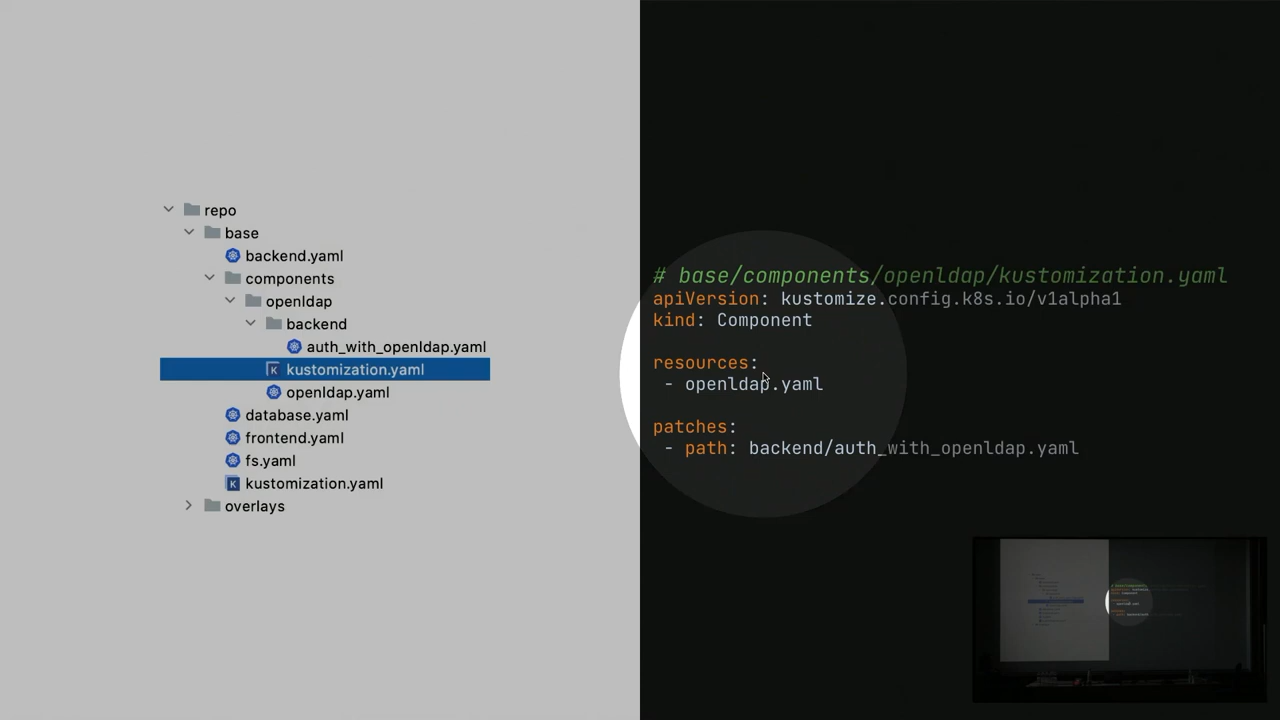 repo
base
backend.yaml
components
openldap
backend
auth_with_openldap.yaml
kustomization.yaml
openldap.yaml
database.yaml
frontend.yaml
fs.yaml
kustomization.yaml
overlays
# base/components/openldap/kustomization.yaml
apiVersion: kustomize.config.k8s.io/v1alpha1
kind: Component
resources:
- openldap.yaml
patches:
- path: backend/auth_with_openldap.yaml